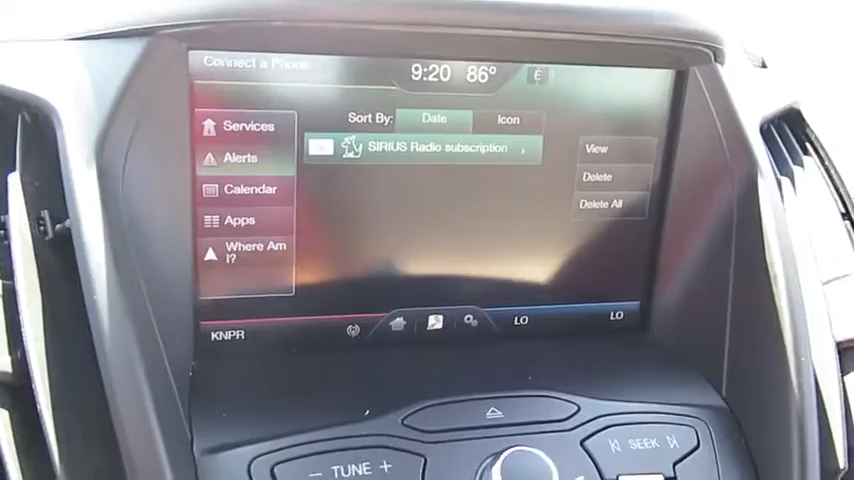 Connect a Phone
9:20 86° E
Services
Alerts
Calendar
Apps
Where Am I?
Sort By: Date Icon
SIRIUS Radio subscription
View
Delete
Delete All
KNPR
LO
LO
− TUNE +
SEEK